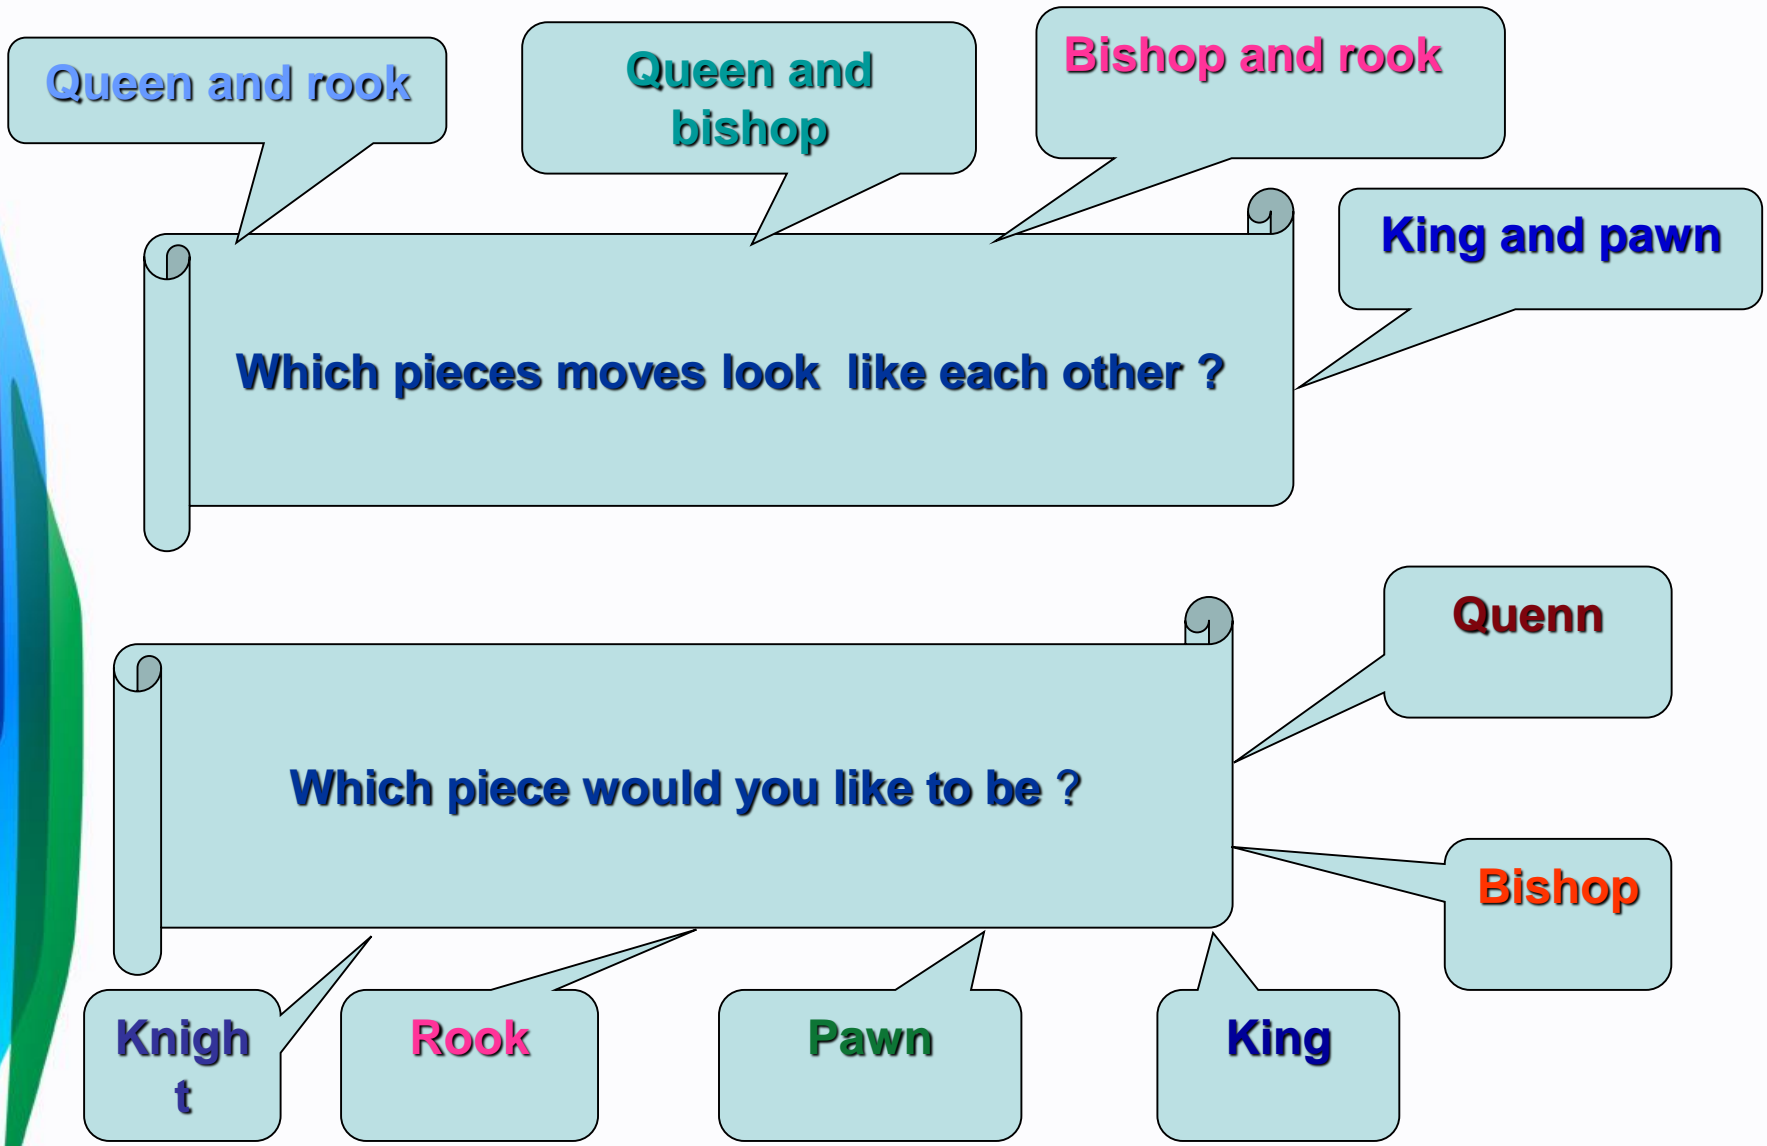 Queen and rook
Queen and
bishop
Bishop and rook
King and pawn
Which pieces moves look  like each other ?
Quenn
Which piece would you like to be ?
Bishop
Knigh
t
Rook
Pawn
King